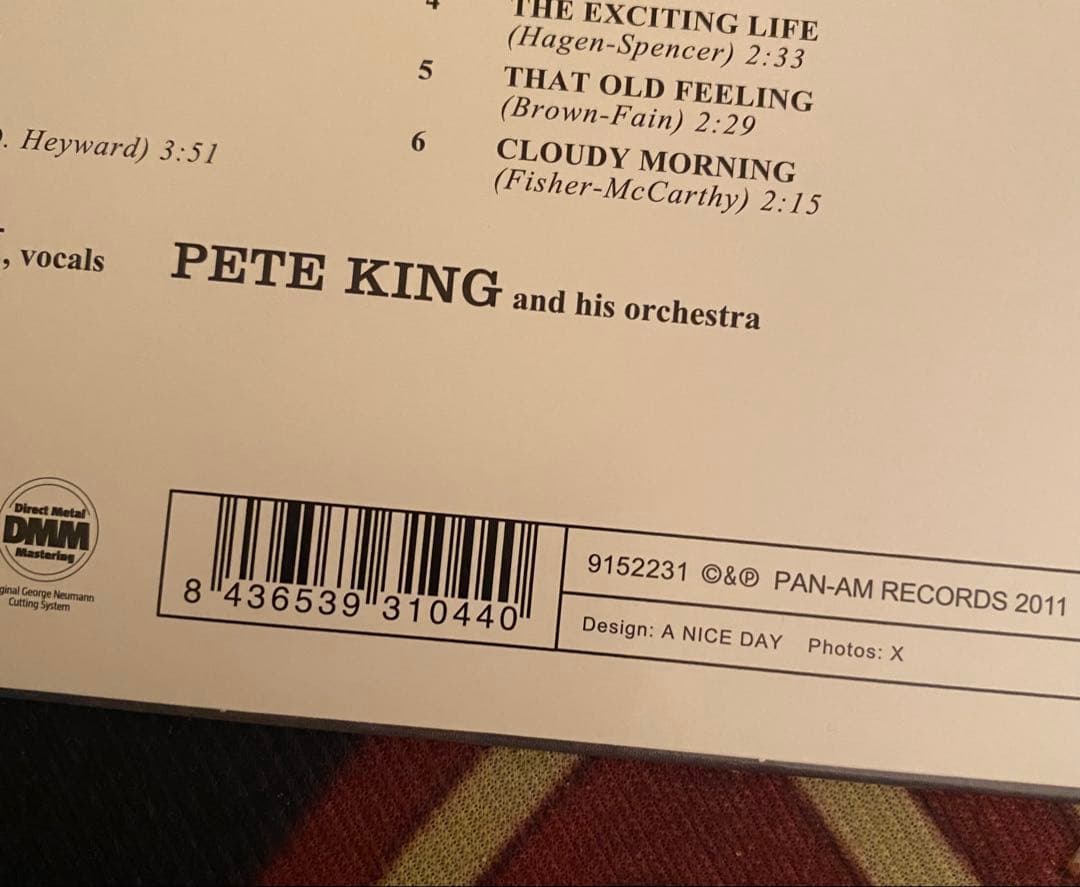 4 THE EXCITING LIFE
(Hagen-Spencer) 2:33
5 THAT OLD FEELING
(Brown-Fain) 2:29
. Heyward) 3:51
6 CLOUDY MORNING
(Fisher-McCarthy) 2:15
, vocals PETE KING and his orchestra
Direct Metal
DMM
Mastering
ginal George Neumann
Cutting System
8 436539 310440
9152231 ©&℗ PAN-AM RECORDS 2011
Design: A NICE DAY Photos: X